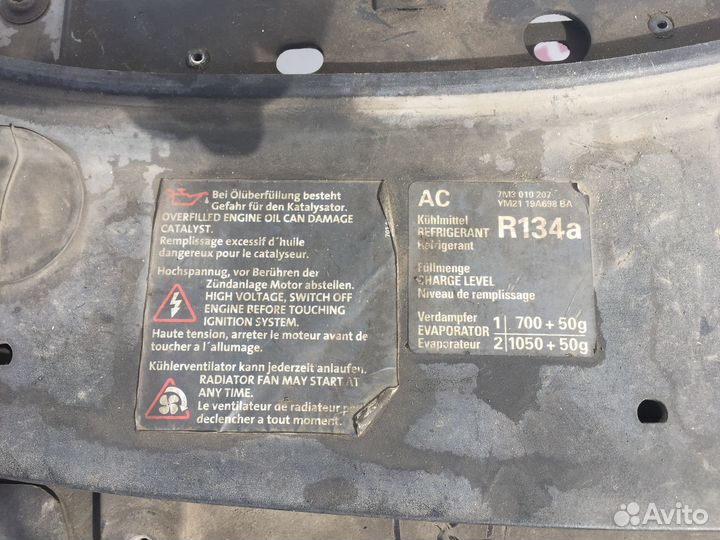 Bei Ölüberfüllung besteht
Gefahr für den Katalysator.
OVERFILLED ENGINE OIL CAN DAMAGE
CATALYST.
Remplissage excessif d´huile
dangereux pour le catalyseur.
Hochspannug, vor Berühren der
Zündanlage Motor abstellen.
HIGH VOLTAGE, SWITCH OFF
ENGINE BEFORE TOUCHING
IGNITION SYSTEM.
Haute tension, arreter le moteur avant de
toucher a l´allumage.
Kühlerventilator kann jederzeit anlaufen.
RADIATOR FAN MAY START AT
ANY TIME.
Le ventilateur de radiateur
declencher a tout moment.
AC
7M3 010 207
YM21 19A698 BA
Kühlmittel
REFRIGERANT R134a
Refrigerant
Füllmenge
CHARGE LEVEL
Niveau de remplissage
Verdampfer 1 700 + 50g
EVAPORATOR
Evaporateur 2 1050 + 50g
Avito